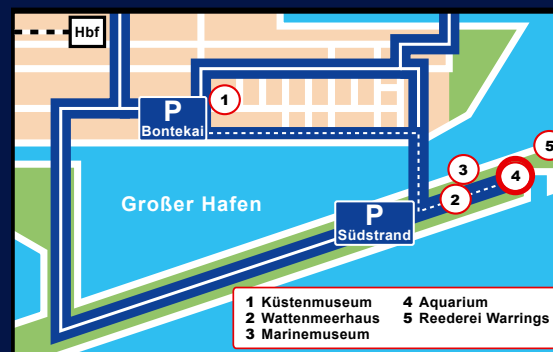 Hbf
P
Bontekai
1
Großer Hafen
3
5
4
2
P
Südstrand
1 Küstenmuseum
2 Wattenmeerhaus
3 Marinemuseum
4 Aquarium
5 Reederei Warrings